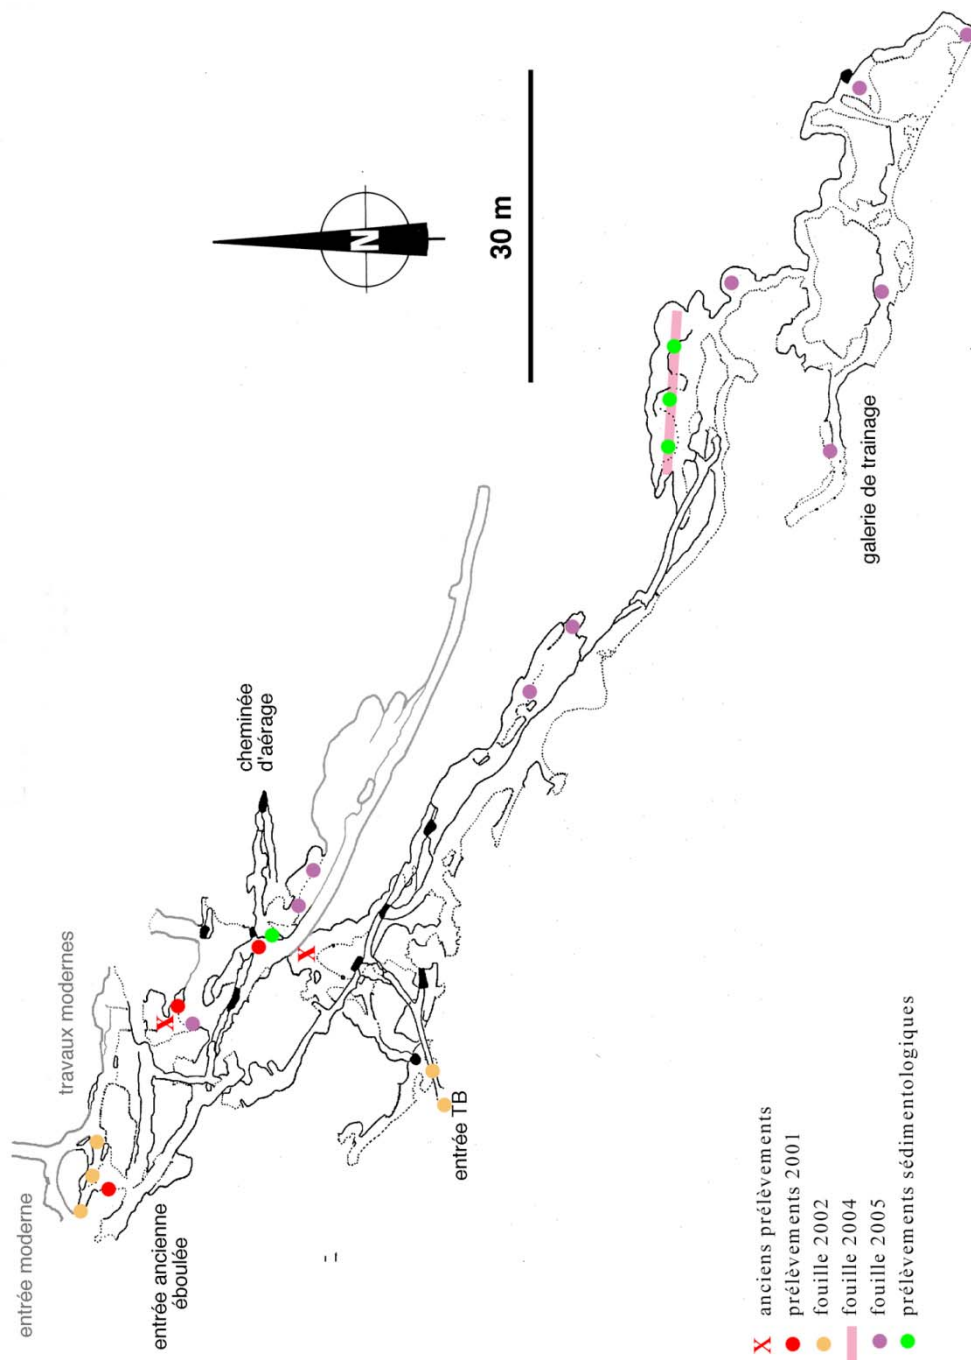 entrée moderne
travaux modernes
entrée ancienne
éboulée
cheminée
d'aérage
entrée TB
N
30 m
galerie de trainage
X anciens prélèvements
prélèvements 2001
fouille 2002
fouille 2004
fouille 2005
prélèvements sédimentologiques
X
X